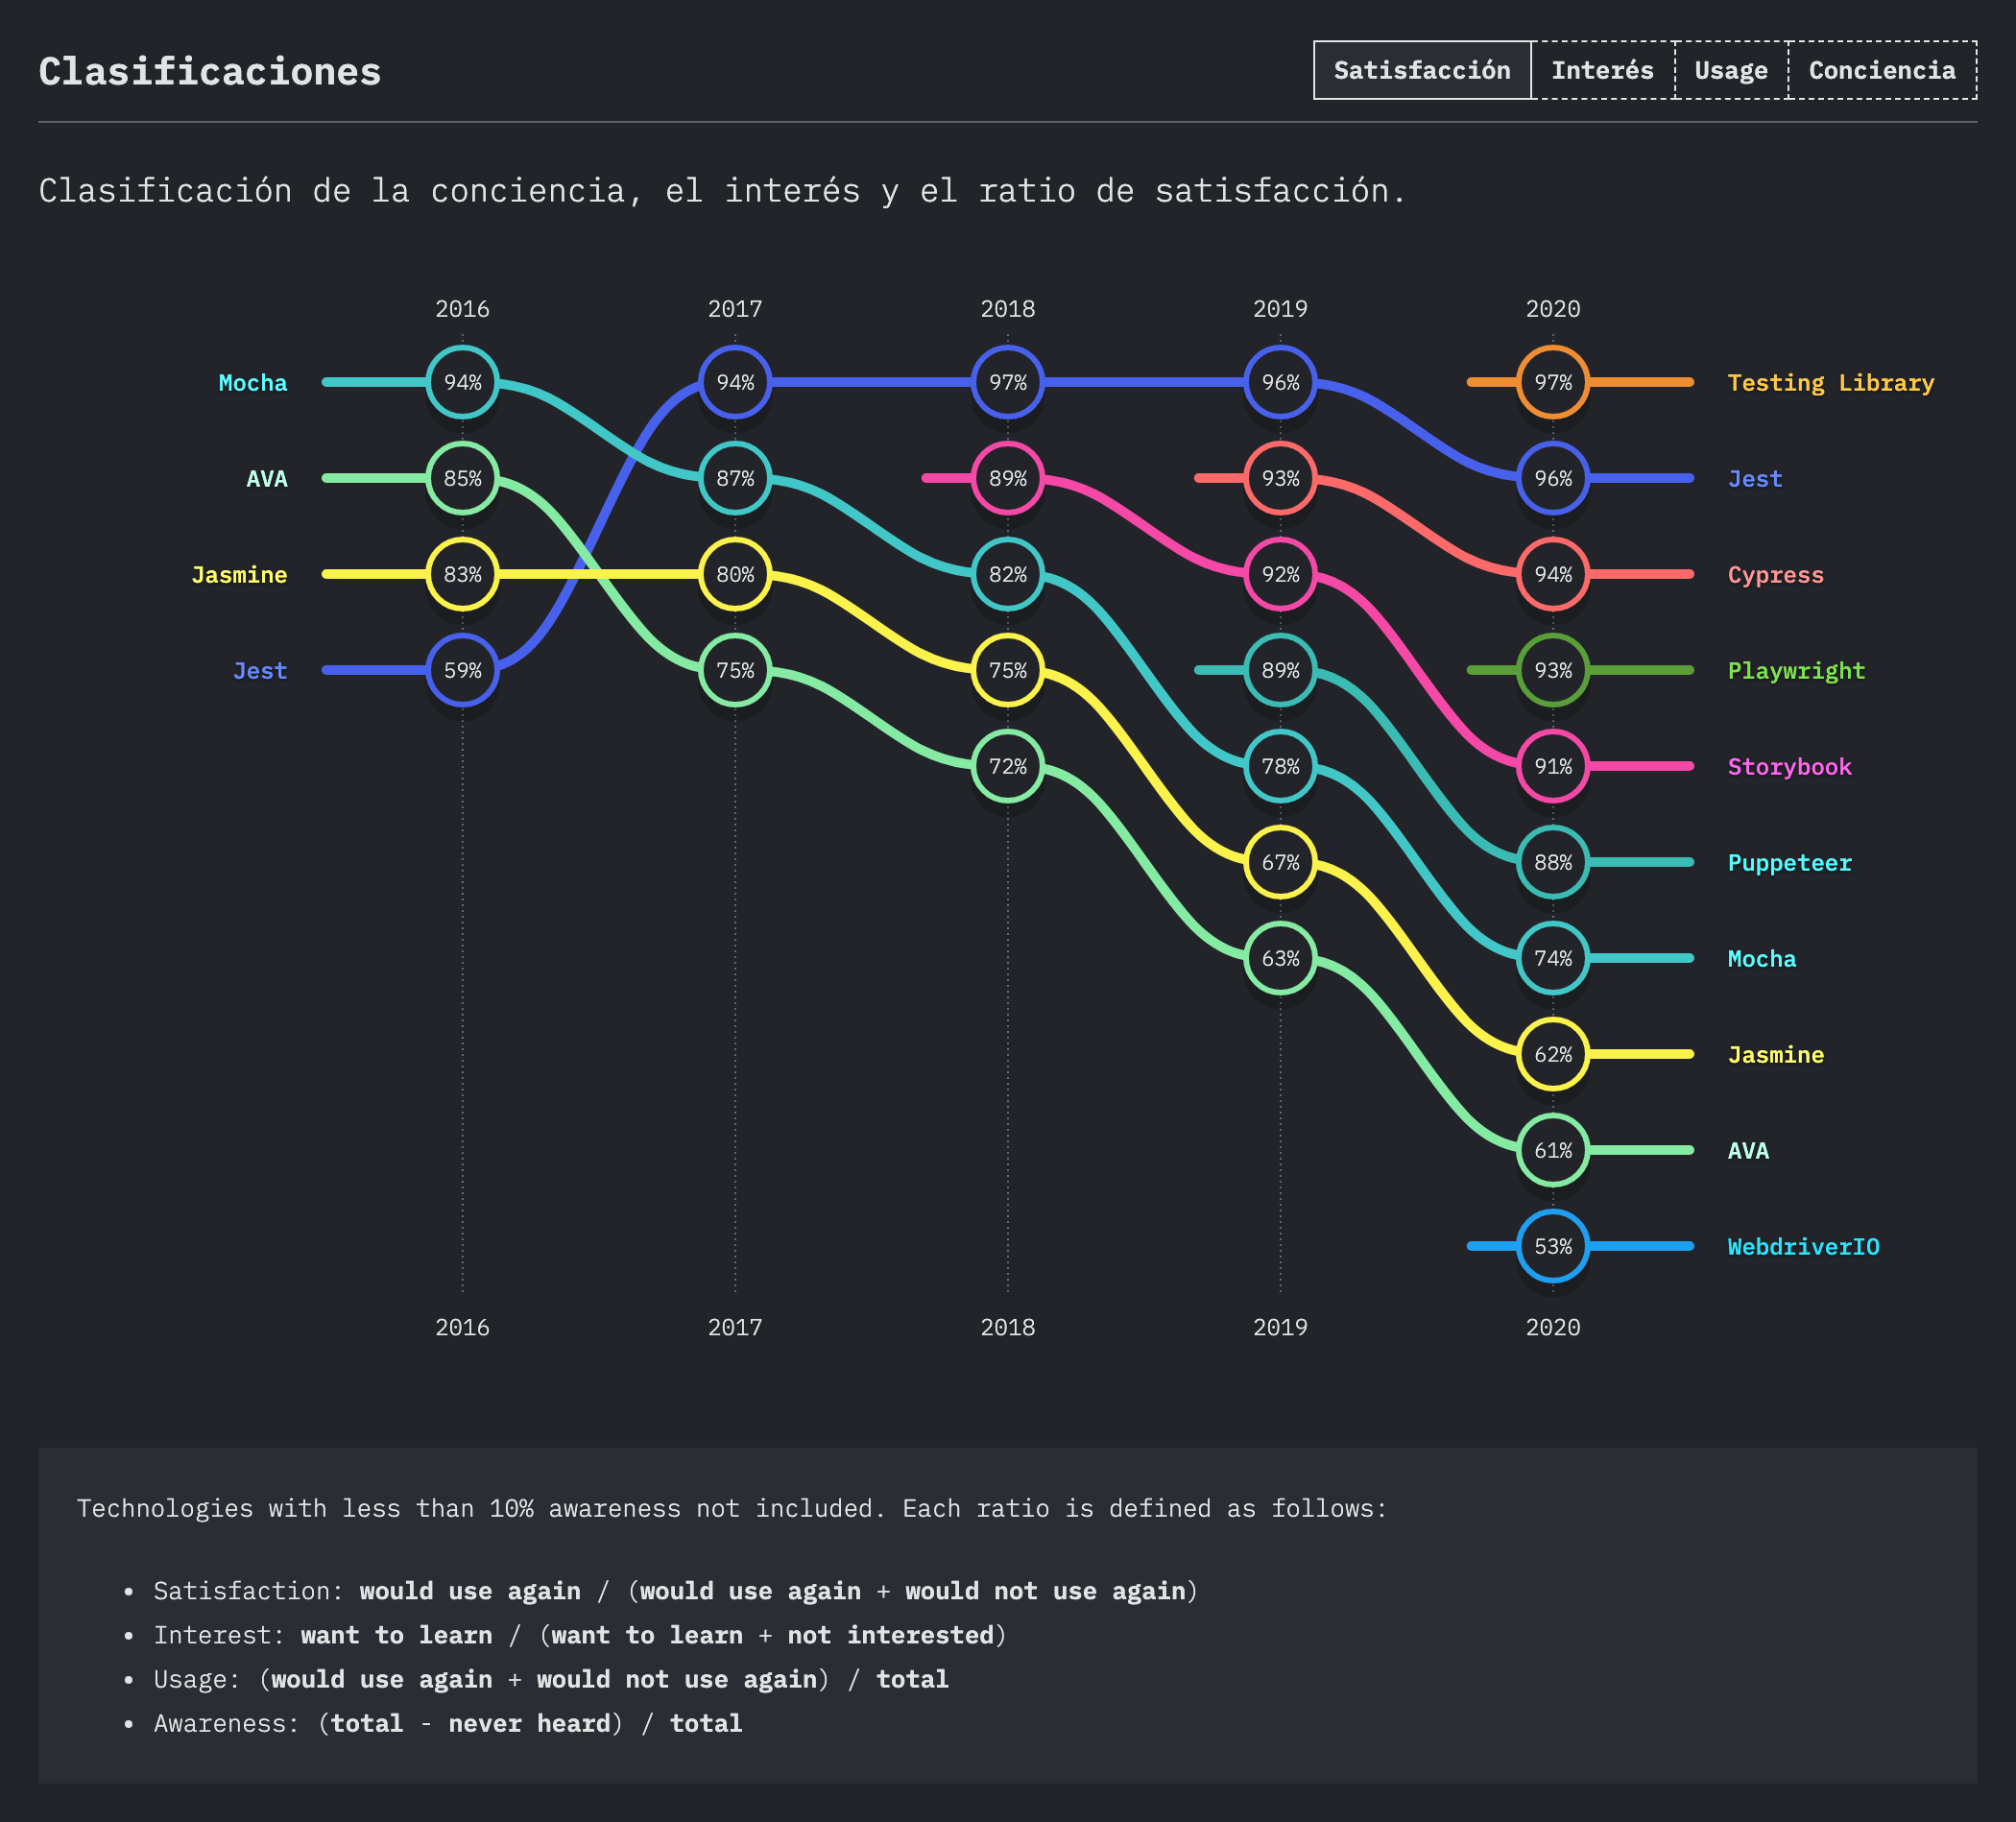 Clasificaciones
Satisfacción Interés Usage Conciencia
Clasificación de la conciencia, el interés y el ratio de satisfacción.
2016 2017 2018 2019 2020
Mocha 94% 94% 97% 96% 97% Testing Library
AVA 85% 87% 89% 93% 96% Jest
Jasmine 83% 80% 82% 92% 94% Cypress
Jest 59% 75% 75% 89% 93% Playwright
72% 78% 91% Storybook
67% 88% Puppeteer
63% 74% Mocha
62% Jasmine
61% AVA
53% WebdriverIO
2016 2017 2018 2019 2020
Technologies with less than 10% awareness not included. Each ratio is defined as follows:
• Satisfaction: would use again / (would use again + would not use again)
• Interest: want to learn / (want to learn + not interested)
• Usage: (would use again + would not use again) / total
• Awareness: (total - never heard) / total